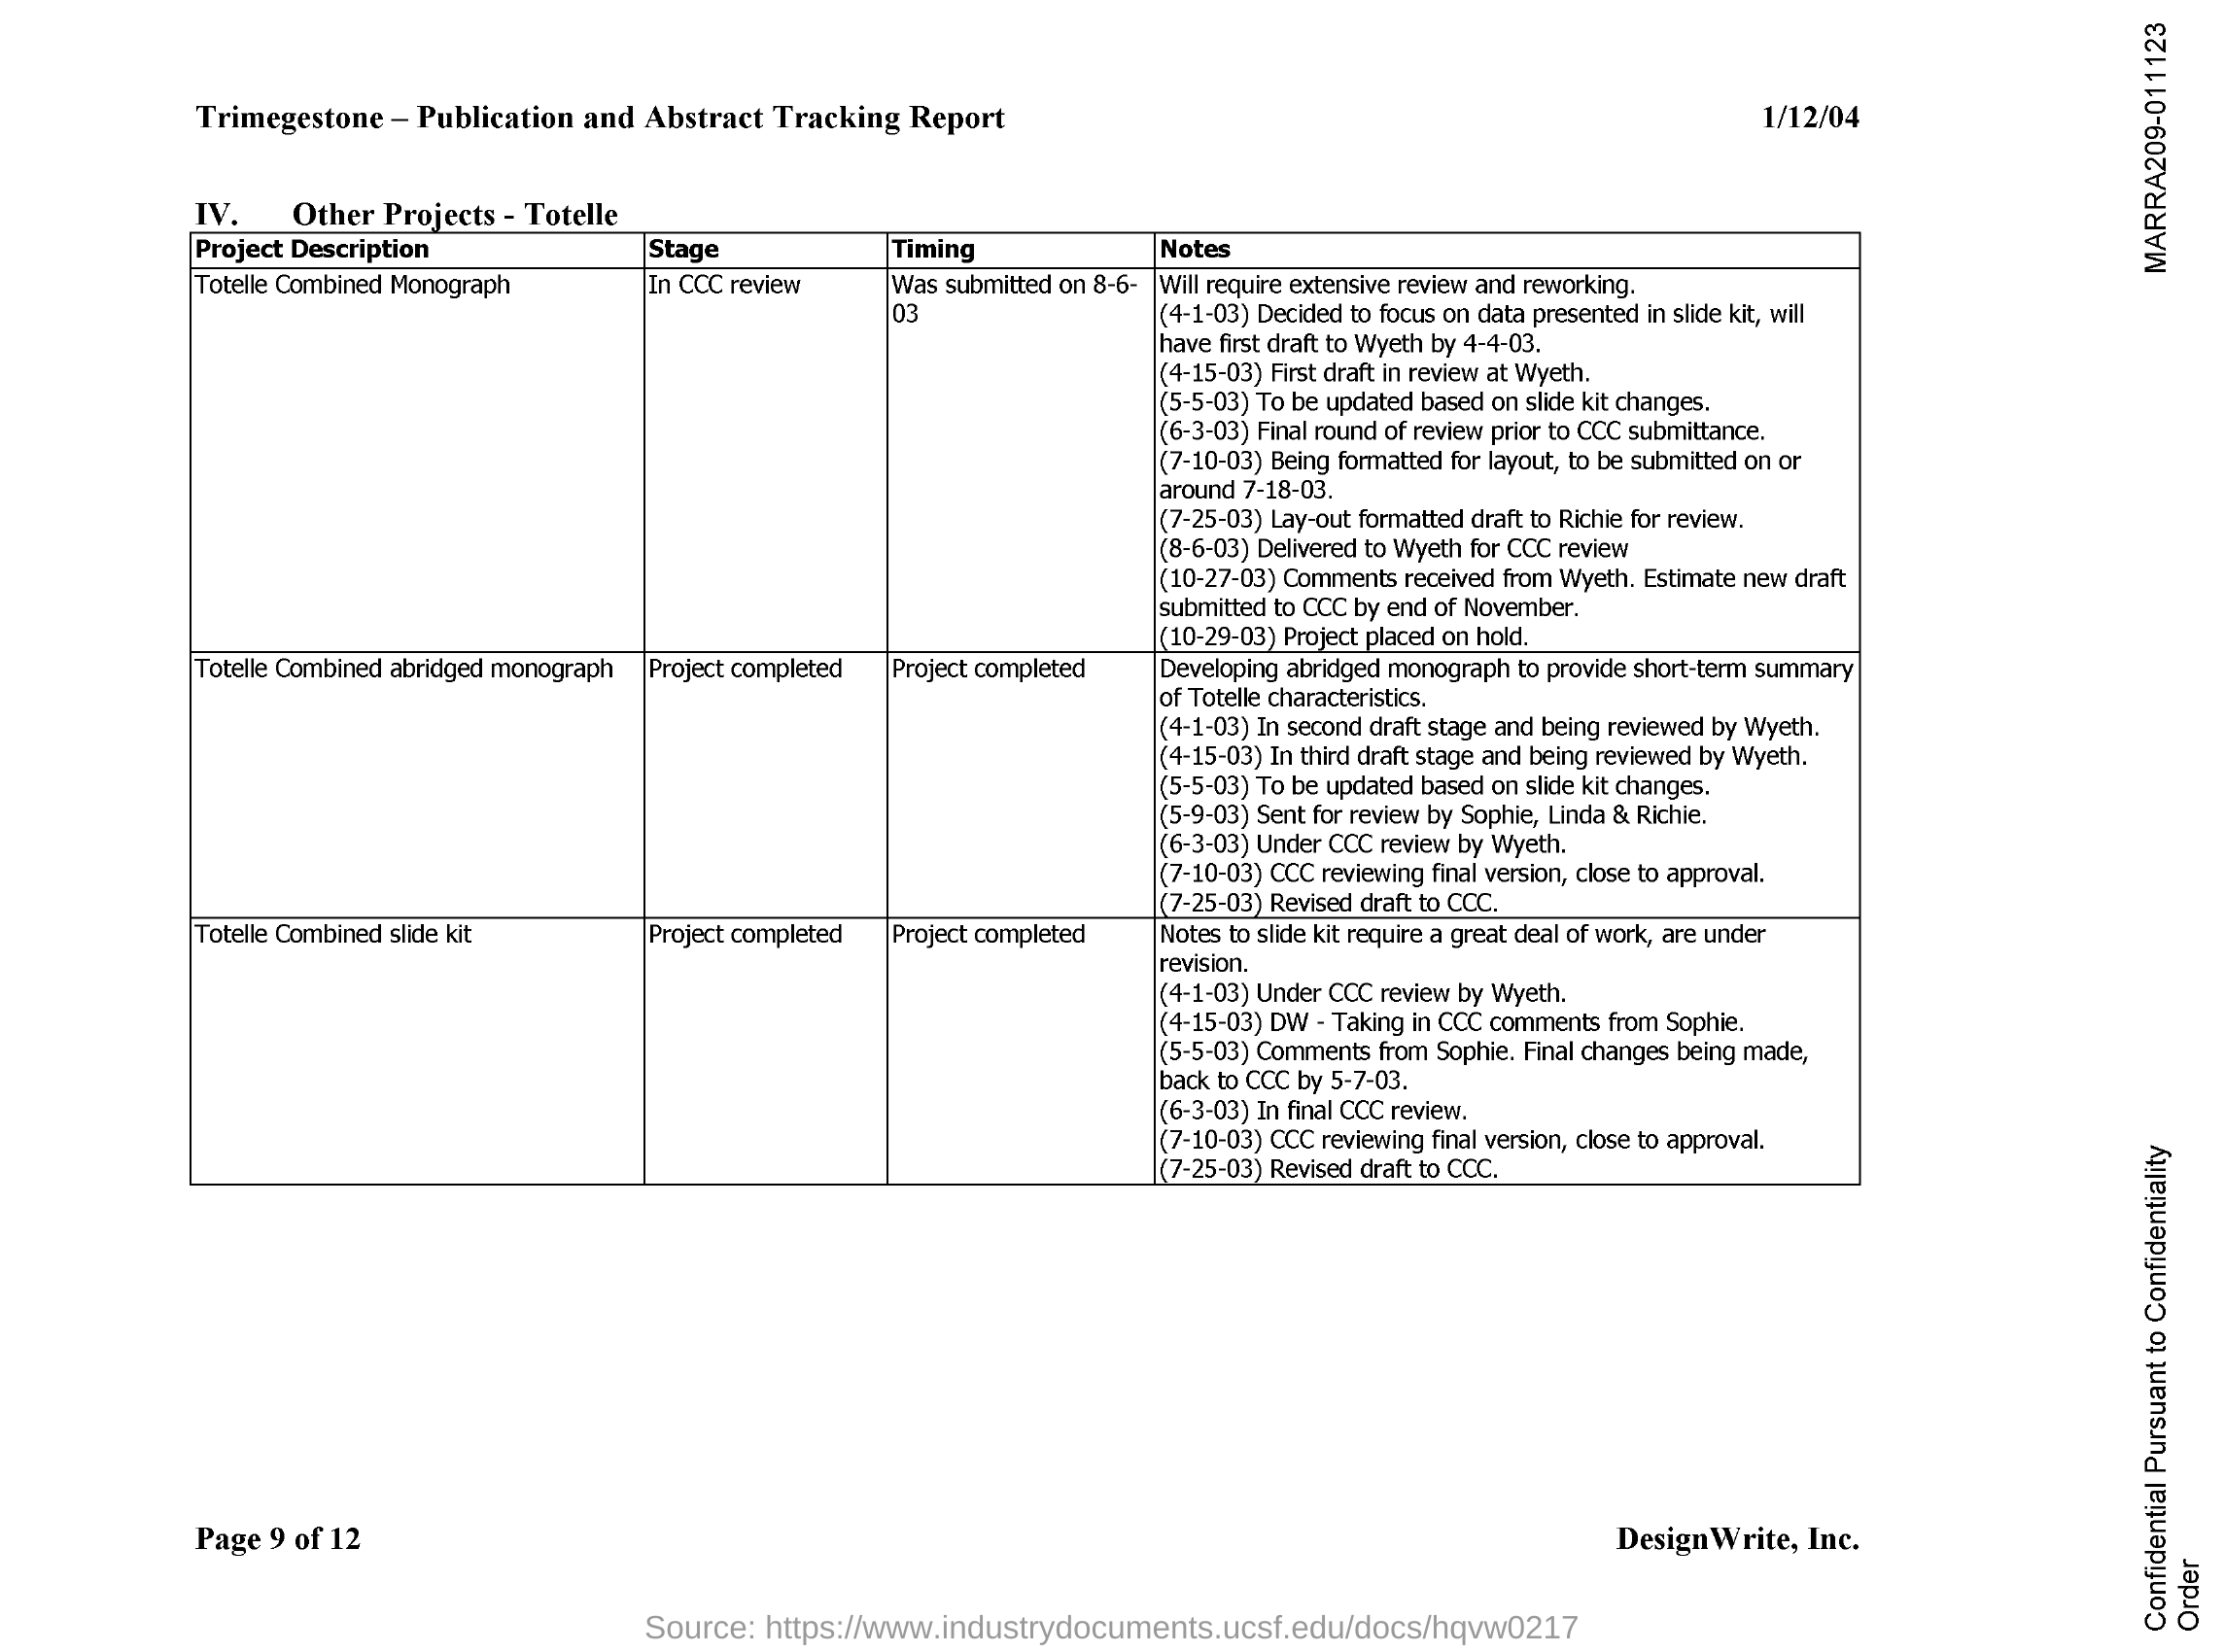 MARRA209-011123
Trimegestone – Publication and Abstract Tracking Report 1/12/04
IV. Other Projects - Totelle
Project Description Stage Timing Notes
Totelle Combined Monograph In CCC review Was submitted on 8-6-
03
Will require extensive review and reworking.
(4-1-03) Decided to focus on data presented in slide kit, will
have first draft to Wyeth by 4-4-03.
(4-15-03) First draft in review at Wyeth.
(5-5-03) To be updated based on slide kit changes.
(6-3-03) Final round of review prior to CCC submittance.
(7-10-03) Being formatted for layout, to be submitted on or
around 7-18-03.
(7-25-03) Lay-out formatted draft to Richie for review.
(8-6-03) Delivered to Wyeth for CCC review
(10-27-03) Comments received from Wyeth. Estimate new draft
submitted to CCC by end of November.
(10-29-03) Project placed on hold.
Totelle Combined abridged monograph Project completed Project completed
Developing abridged monograph to provide short-term summary
of Totelle characteristics.
(4-1-03) In second draft stage and being reviewed by Wyeth.
(4-15-03) In third draft stage and being reviewed by Wyeth.
(5-5-03) To be updated based on slide kit changes.
(5-9-03) Sent for review by Sophie, Linda & Richie.
(6-3-03) Under CCC review by Wyeth.
(7-10-03) CCC reviewing final version, close to approval.
(7-25-03) Revised draft to CCC.
Totelle Combined slide kit Project completed Project completed
Notes to slide kit require a great deal of work, are under
revision.
(4-1-03) Under CCC review by Wyeth.
(4-15-03) DW - Taking in CCC comments from Sophie.
(5-5-03) Comments from Sophie. Final changes being made,
back to CCC by 5-7-03.
(6-3-03) In final CCC review.
(7-10-03) CCC reviewing final version, close to approval.
(7-25-03) Revised draft to CCC.
Page 9 of 12 DesignWrite, Inc.
Confidential Pursuant to Confidentiality
Order
Source: https://www.industrydocuments.ucsf.edu/docs/hqvw0217